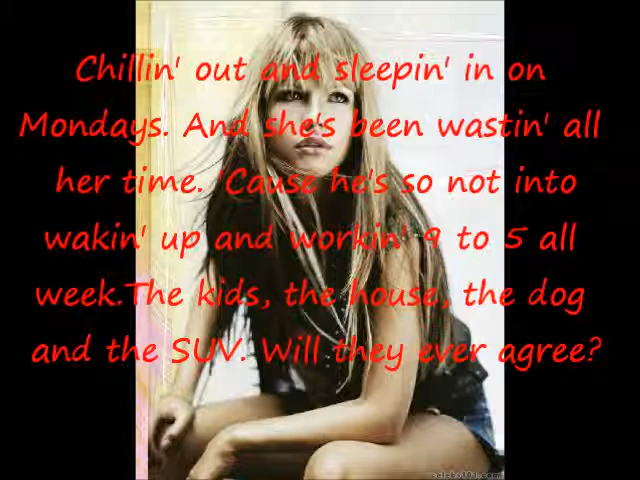 Chillin' out and sleepin' in on
Mondays. And she's been wastin' all
her time. 'Cause he's so not into
wakin' up and workin' 9 to 5 all
week.The kids, the house, the dog
and the SUV. Will they ever agree?